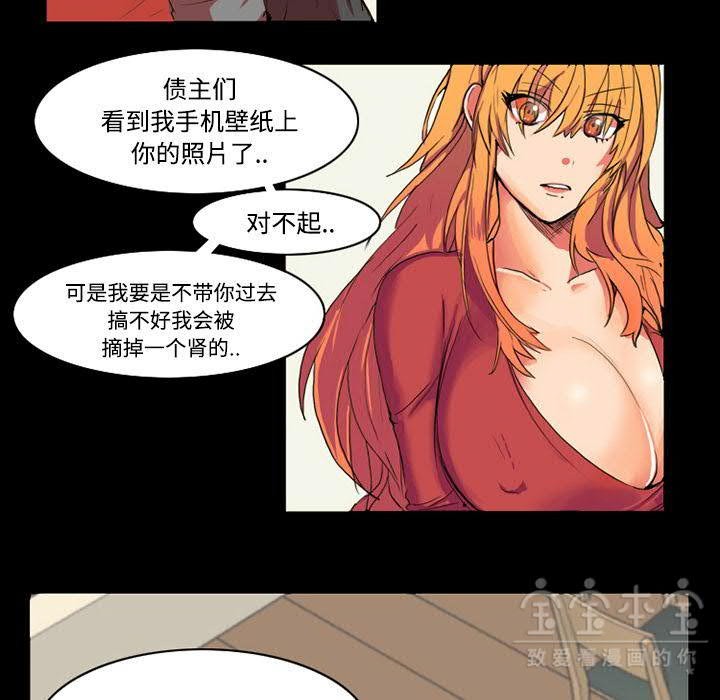 债主们
看到我手机壁纸上
你的照片了..
对不起..
可是我要是不带你过去
搞不好我会被
摘掉一个肾的..
宝宝本宝
致爱看漫画的你